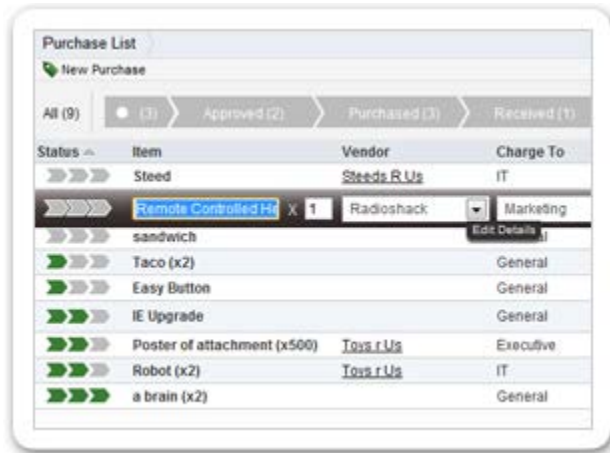 Purchase List
New Purchase
All (9) (3) Approved (2) Purchased (3) Received (1)
Status Item Vendor Charge To
Steed Steeds R Us IT
Remote Controlled He X 1 Radioshack Marketing
Edit Details
sandwich
Taco (x2) General
Easy Button General
IE Upgrade General
Poster of attachment (x500) Toys r Us Executive
Robot (x2) Toys r Us IT
a brain (x2) General